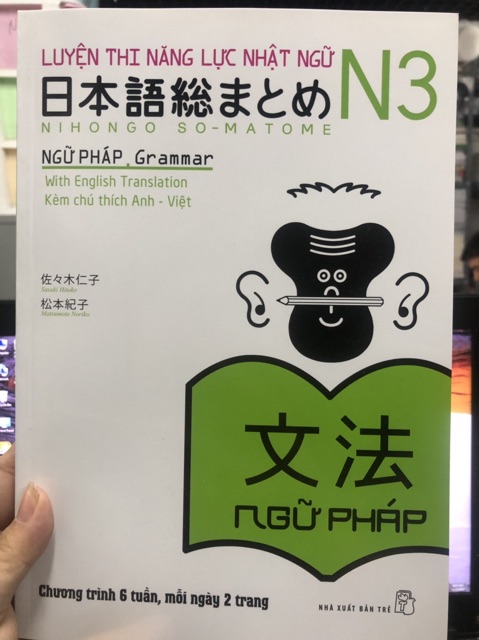 LUYỆN THI NĂNG LỰC NHẬT NGỮ
日本語総まとめ N3
NIHONGO SO-MATOME
NGỮ PHÁP . Grammar
With English Translation
Kèm chú thích Anh - Việt
佐々木仁子
Sasaki Hitoko
松本紀子
Matsumoto Noriko
文法
NGỮ PHÁP
Chương trình 6 tuần, mỗi ngày 2 trang
NHÀ XUẤT BẢN TRẺ